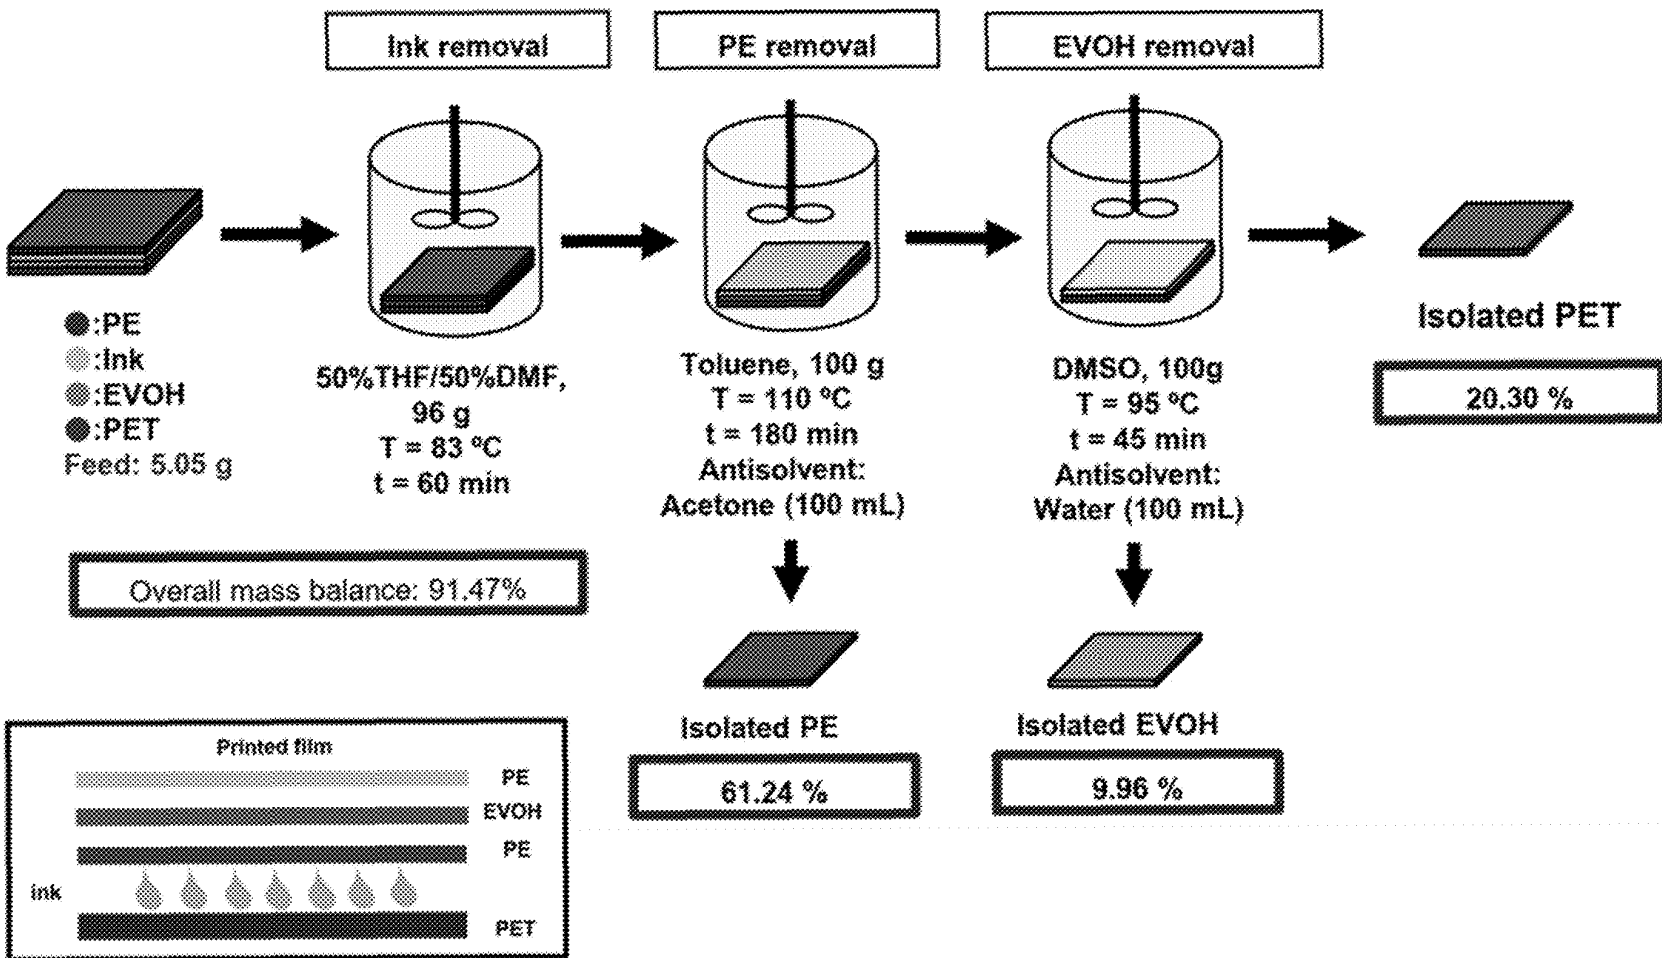 Ink removal
PE removal
EVOH removal
:PE
:Ink
:EVOH
:PET
Feed: 5.05 g
50%THF/50%DMF,
96 g
T = 83 ºC
t = 60 min
Toluene, 100 g
T = 110 ºC
t = 180 min
Antisolvent:
Acetone (100 mL)
DMSO, 100g
T = 95 ºC
t = 45 min
Antisolvent:
Water (100 mL)
Isolated PET
20.30 %
Overall mass balance: 91.47%
Isolated PE
61.24 %
Isolated EVOH
9.96 %
Printed film
PE
EVOH
PE
ink
PET